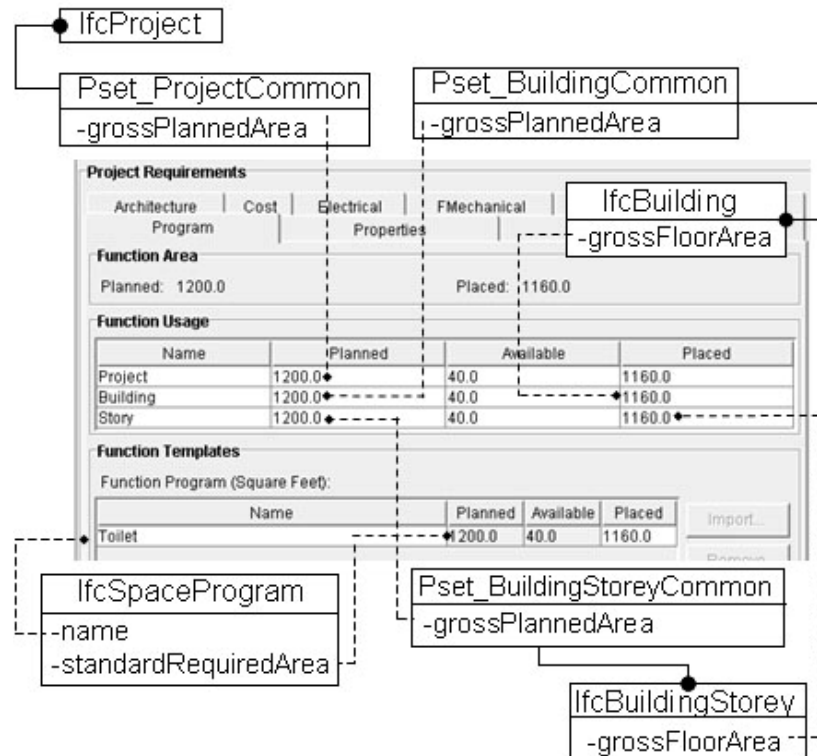 IfcProject
Pset_ProjectCommon
-grossPlannedArea
Pset_BuildingCommon
-grossPlannedArea
Project Requirements
Architecture Cost Electrical FMechanical
Program Properties
IfcBuilding
-grossFloorArea
Function Area
Planned: 1200.0 Placed: 1160.0
Function Usage
Name Planned Available Placed
Project 1200.0 40.0 1160.0
Building 1200.0 40.0 1160.0
Story 1200.0 40.0 1160.0
Function Templates
Function Program (Square Feet):
Name Planned Available Placed
Toilet 1200.0 40.0 1160.0
Import...
Remove
IfcSpaceProgram
-name
-standardRequiredArea
Pset_BuildingStoreyCommon
-grossPlannedArea
IfcBuildingStorey
-grossFloorArea